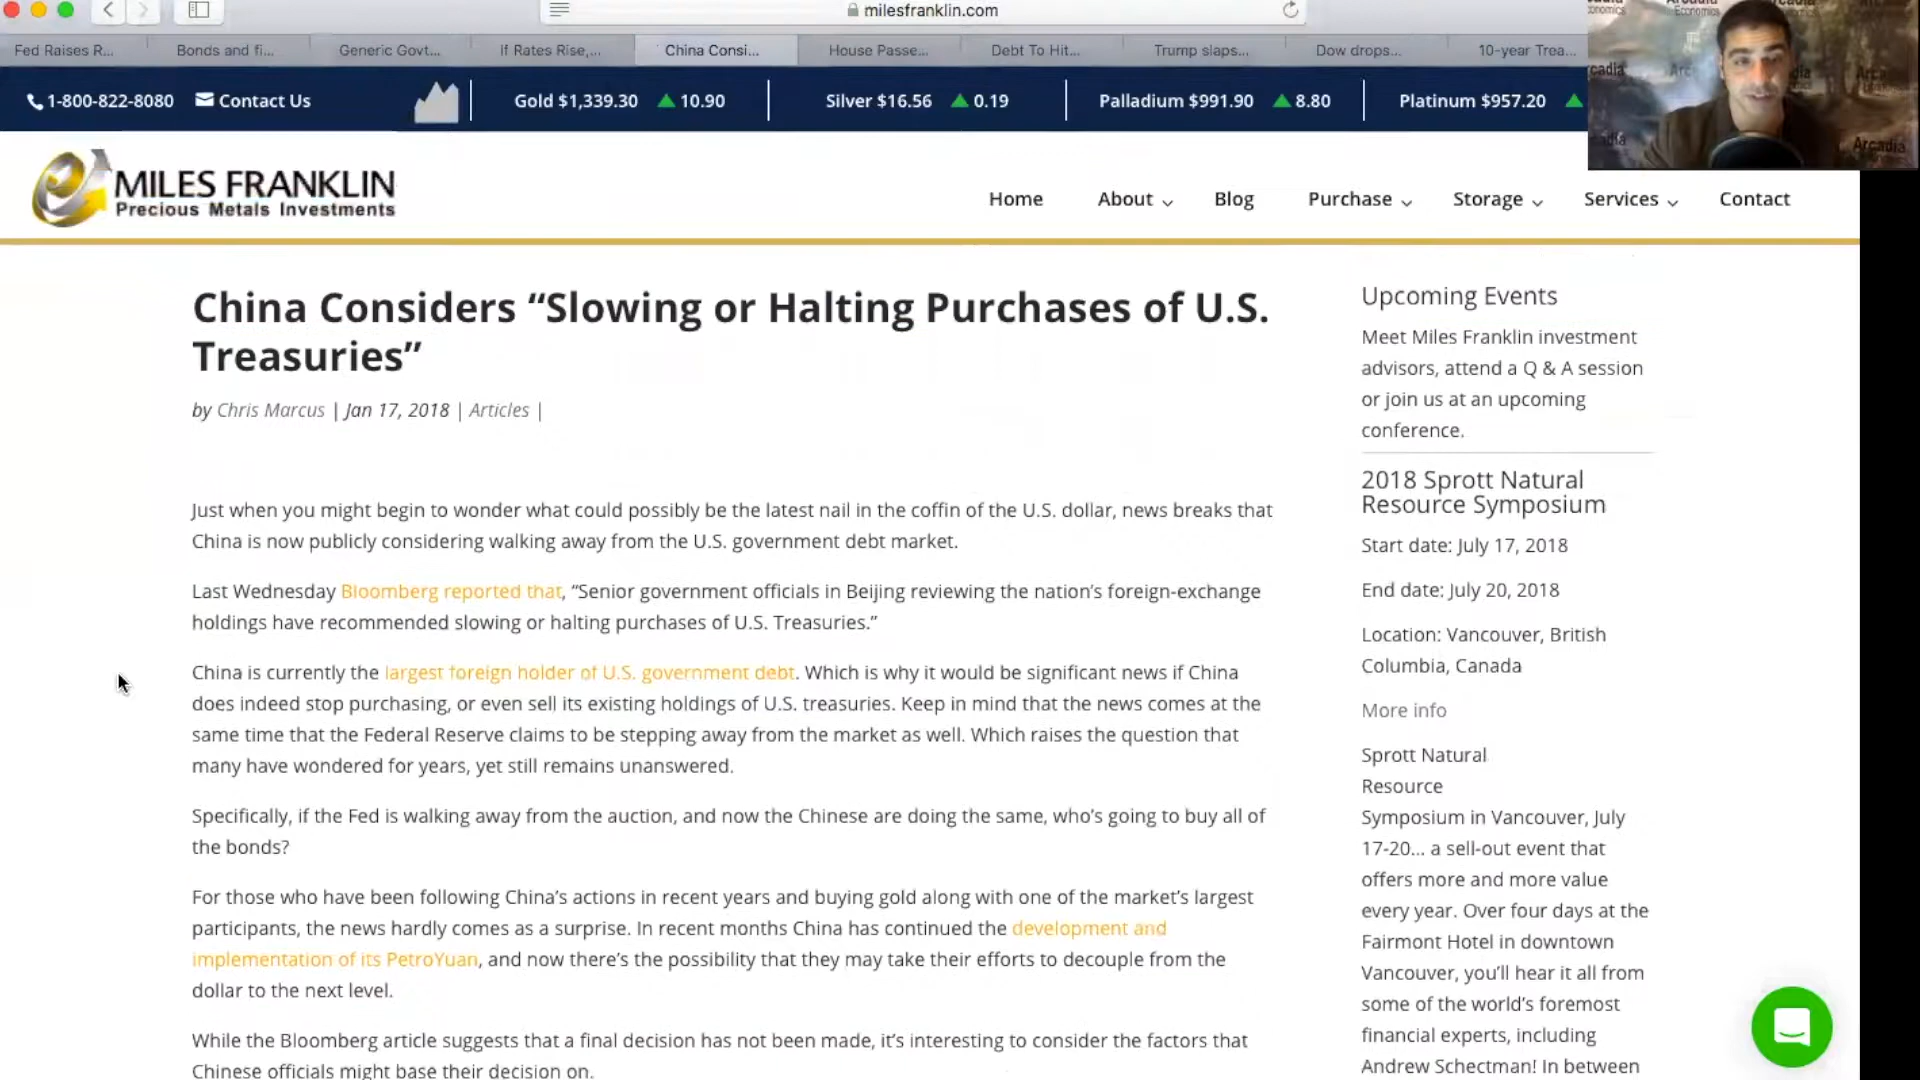 milesfranklin.com
Fed Raises R...
Bonds and fi...
Generic Govt...
If Rates Rise,...
China Consi...
House Passe...
Debt To Hit...
Trump slaps...
Dow drops...
10-year Trea...
1-800-822-8080
Contact Us
Gold $1,339.30 ▲ 10.90
Silver $16.56 ▲ 0.19
Palladium $991.90 ▲ 8.80
Platinum $957.20 ▲
Economics
Arcadia
MILES FRANKLIN
Precious Metals Investments
Home
About
Blog
Purchase
Storage
Services
Contact
China Considers “Slowing or Halting Purchases of U.S.
Treasuries”
by Chris Marcus | Jan 17, 2018 | Articles |
Just when you might begin to wonder what could possibly be the latest nail in the coffin of the U.S. dollar, news breaks that
China is now publicly considering walking away from the U.S. government debt market.
Last Wednesday Bloomberg reported that, “Senior government officials in Beijing reviewing the nation’s foreign-exchange
holdings have recommended slowing or halting purchases of U.S. Treasuries.”
China is currently the largest foreign holder of U.S. government debt. Which is why it would be significant news if China
does indeed stop purchasing, or even sell its existing holdings of U.S. treasuries. Keep in mind that the news comes at the
same time that the Federal Reserve claims to be stepping away from the market as well. Which raises the question that
many have wondered for years, yet still remains unanswered.
Specifically, if the Fed is walking away from the auction, and now the Chinese are doing the same, who’s going to buy all of
the bonds?
For those who have been following China’s actions in recent years and buying gold along with one of the market’s largest
participants, the news hardly comes as a surprise. In recent months China has continued the development and
implementation of its PetroYuan, and now there’s the possibility that they may take their efforts to decouple from the
dollar to the next level.
While the Bloomberg article suggests that a final decision has not been made, it’s interesting to consider the factors that
Chinese officials might base their decision on.
Upcoming Events
Meet Miles Franklin investment
advisors, attend a Q & A session
or join us at an upcoming
conference.
2018 Sprott Natural
Resource Symposium
Start date: July 17, 2018
End date: July 20, 2018
Location: Vancouver, British
Columbia, Canada
More info
Sprott Natural
Resource
Symposium in Vancouver, July
17-20... a sell-out event that
offers more and more value
every year. Over four days at the
Fairmont Hotel in downtown
Vancouver, you’ll hear it all from
some of the world’s foremost
financial experts, including
Andrew Schectman! In between